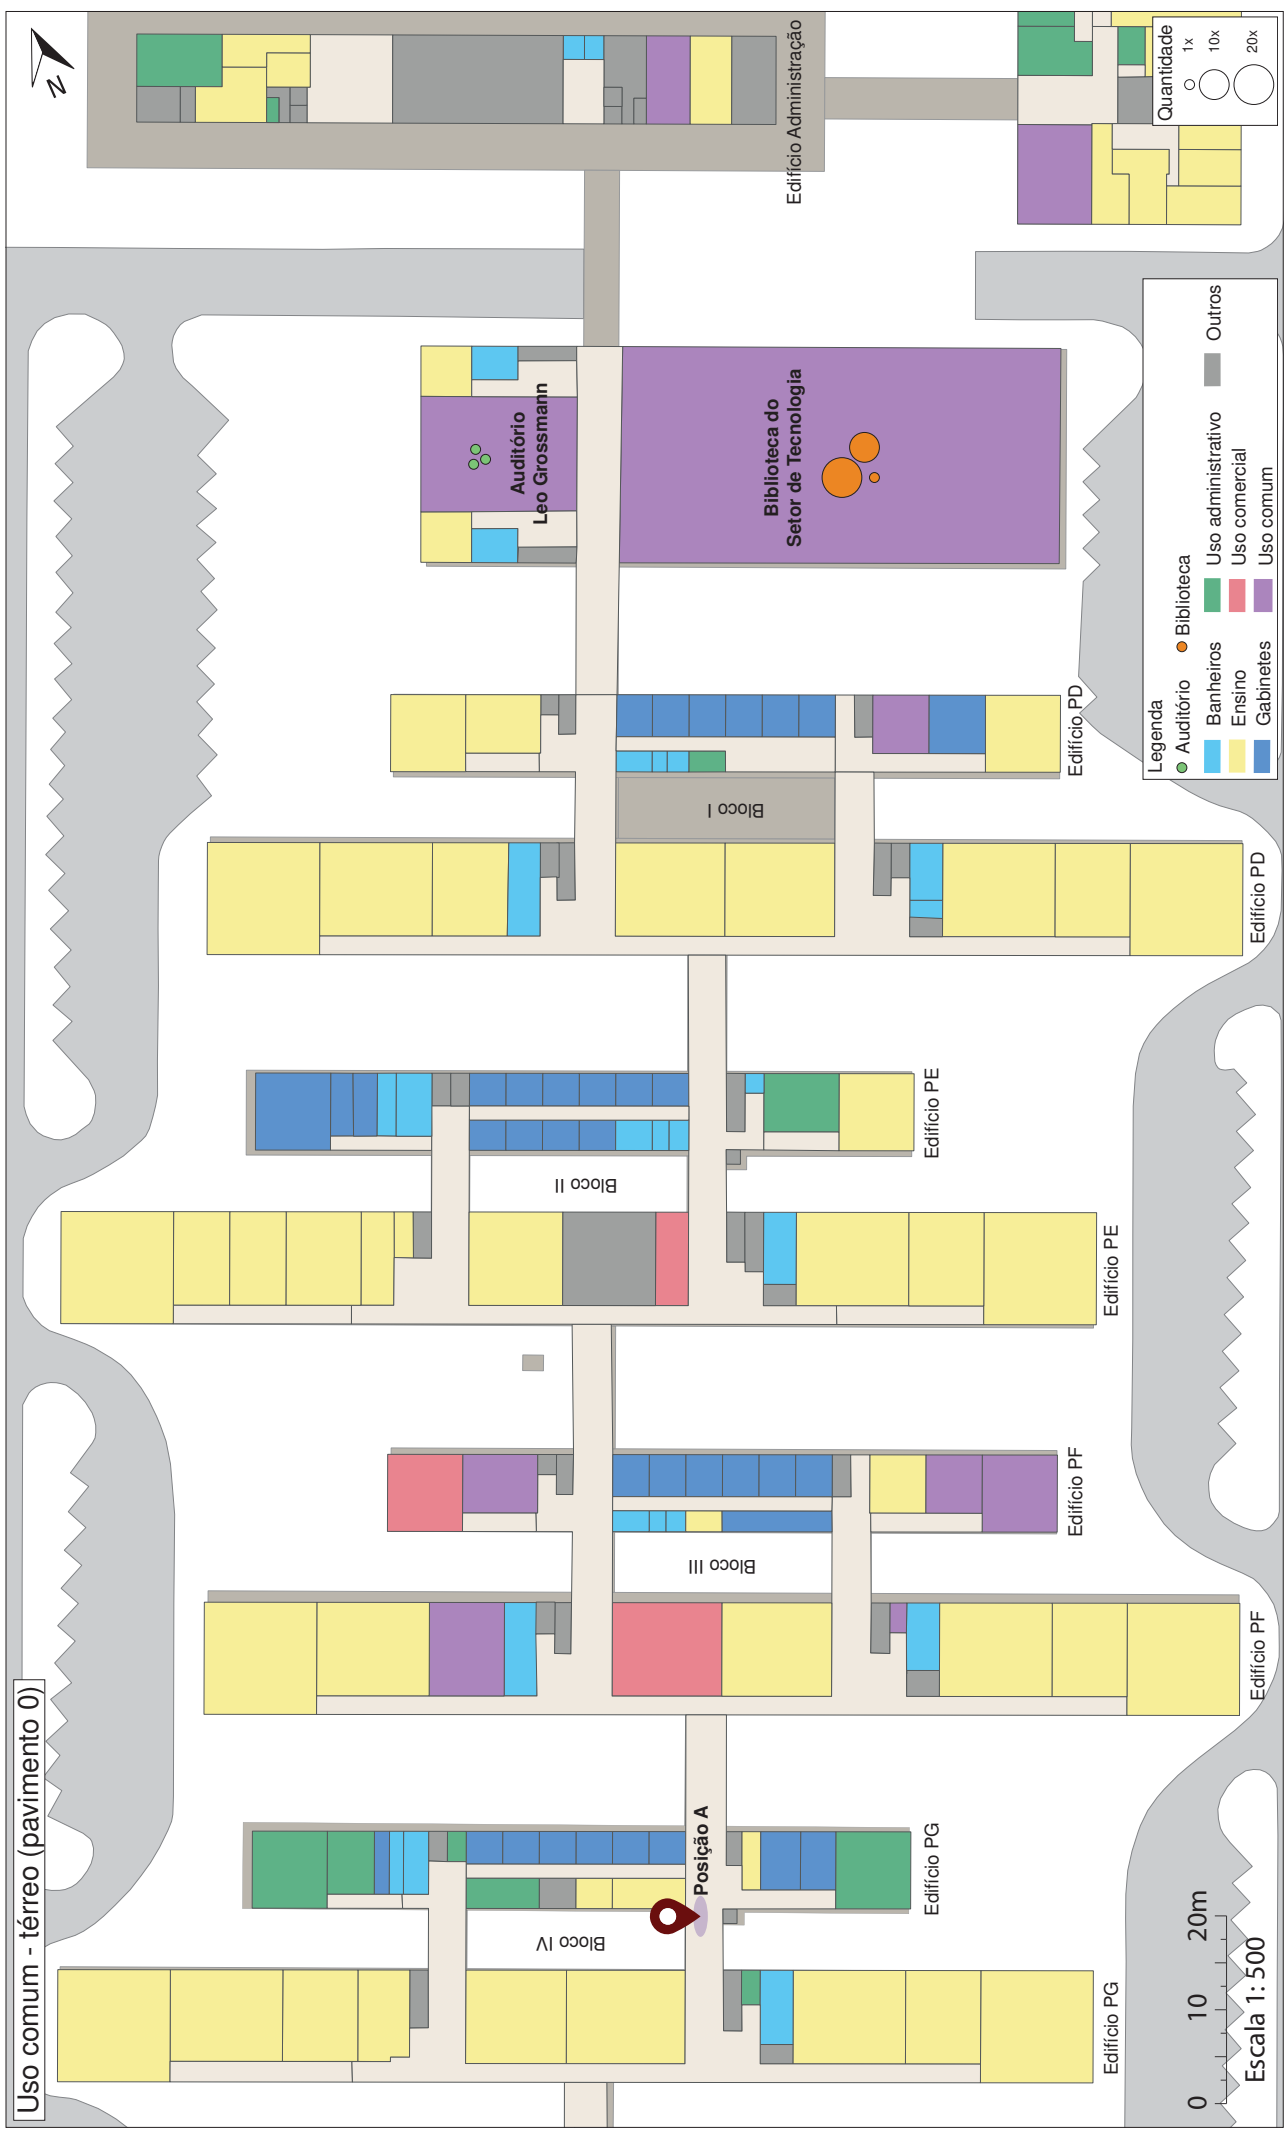 Uso comum - térreo (pavimento 0)
N
Edifício Administração
Quantidade
1x
10x
20x
Auditório
Leo Grossmann
Biblioteca do
Setor de Tecnologia
Edifício PD
Bloco I
Edifício PD
Edifício PE
Bloco II
Edifício PE
Edifício PF
Bloco III
Edifício PF
Posição A
Edifício PG
Bloco IV
Edifício PG
Legenda
Auditório
Biblioteca
Banheiros
Ensino
Gabinetes
Uso administrativo
Uso comercial
Uso comum
Outros
0 10 20m
Escala 1: 500